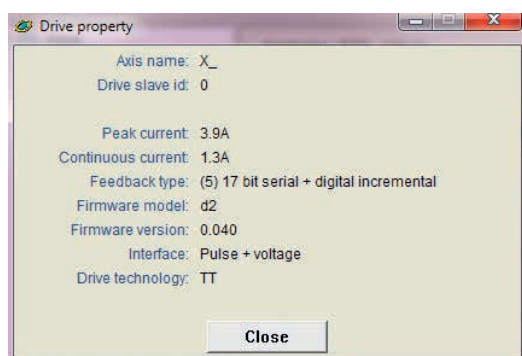 Drive property
Axis name: X_
Drive slave id: 0
Peak current: 3.9A
Continuous current: 1.3A
Feedback type: (5) 17 bit serial + digital incremental
Firmware model: d2
Firmware version: 0.040
Interface: Pulse + voltage
Drive technology: TT
Close